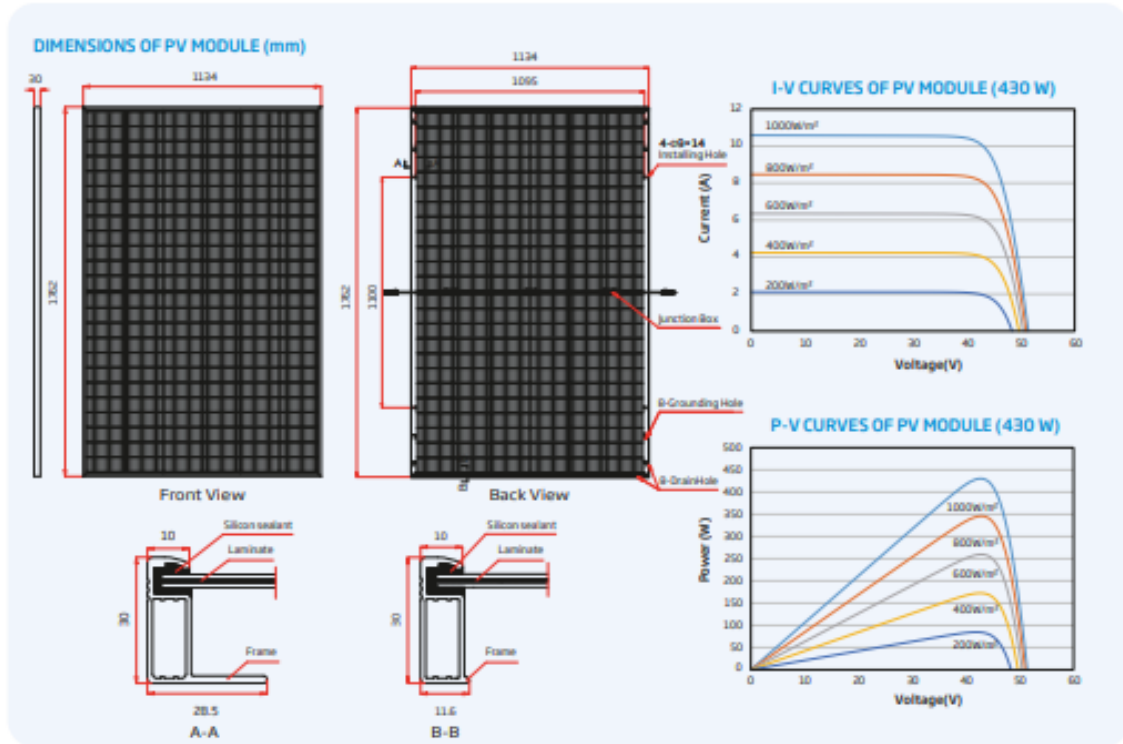 DIMENSIONS OF PV MODULE (mm)
30
1134
1762
Front View
1134
1095
4-c9×14
Installing Hole
A
1762
1100
Junction Box
8-Grounding Hole
8-DrainHole
B
Back View
10
Silicon sealant
Laminate
30
Frame
28.5
A-A
10
Silicon sealant
Laminate
30
Frame
11.6
B-B
I-V CURVES OF PV MODULE (430 W)
Current (A)
12
10
8
6
4
2
0
1000W/m²
800W/m²
600W/m²
400W/m²
200W/m²
0 10 20 30 40 50 60
Voltage(V)
P-V CURVES OF PV MODULE (430 W)
Power (W)
500
450
400
350
300
250
200
150
100
50
0
1000W/m²
800W/m²
600W/m²
400W/m²
200W/m²
0 10 20 30 40 50 60
Voltage(V)